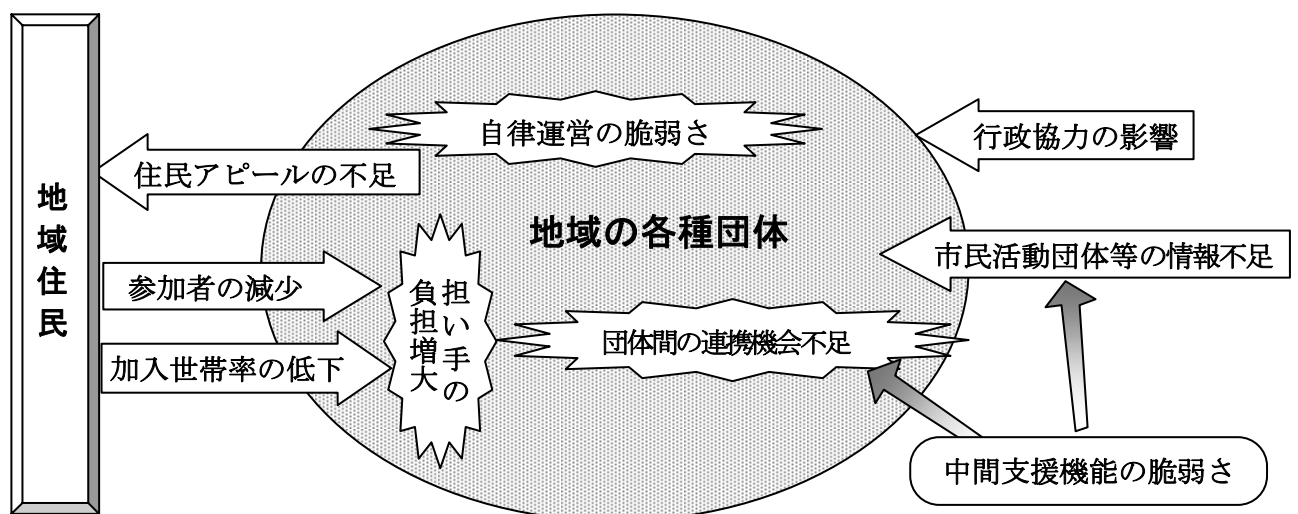 地域住民
自律運営の脆弱さ
行政協力の影響
住民アピールの不足
地域の各種団体
市民活動団体等の情報不足
参加者の減少
担い手の
負担増大
団体間の連携機会不足
加入世帯率の低下
中間支援機能の脆弱さ